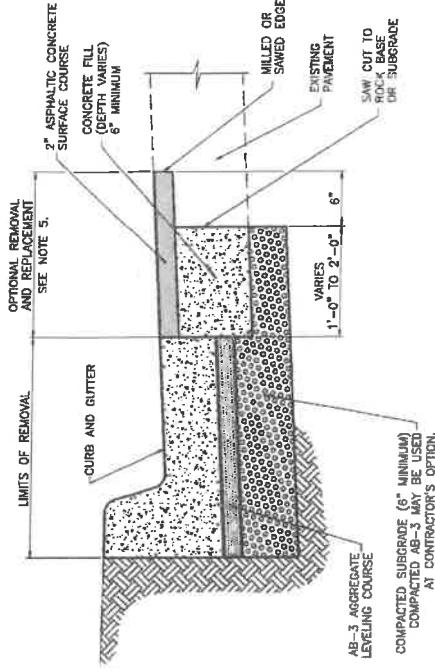 OPTIONAL REMOVAL
AND REPLACEMENT
SEE NOTE 5.
LIMITS OF REMOVAL
2" ASPHALTIC CONCRETE
SURFACE COURSE
CONCRETE FILL
(DEPTH VARIES)
6" MINIMUM
CURB AND GUTTER
MILLED OR
SAWED EDGE
EXISTING
PAVEMENT
SAW CUT TO
ROCK BASE
OR SUBGRADE
6"
VARIES
1'-0" TO 2'-0"
AB-3 AGGREGATE
LEVELING COURSE
COMPACTED SUBGRADE (6" MINIMUM)
COMPACTED AB-3 MAY BE USED
AT CONTRACTOR'S OPTION.